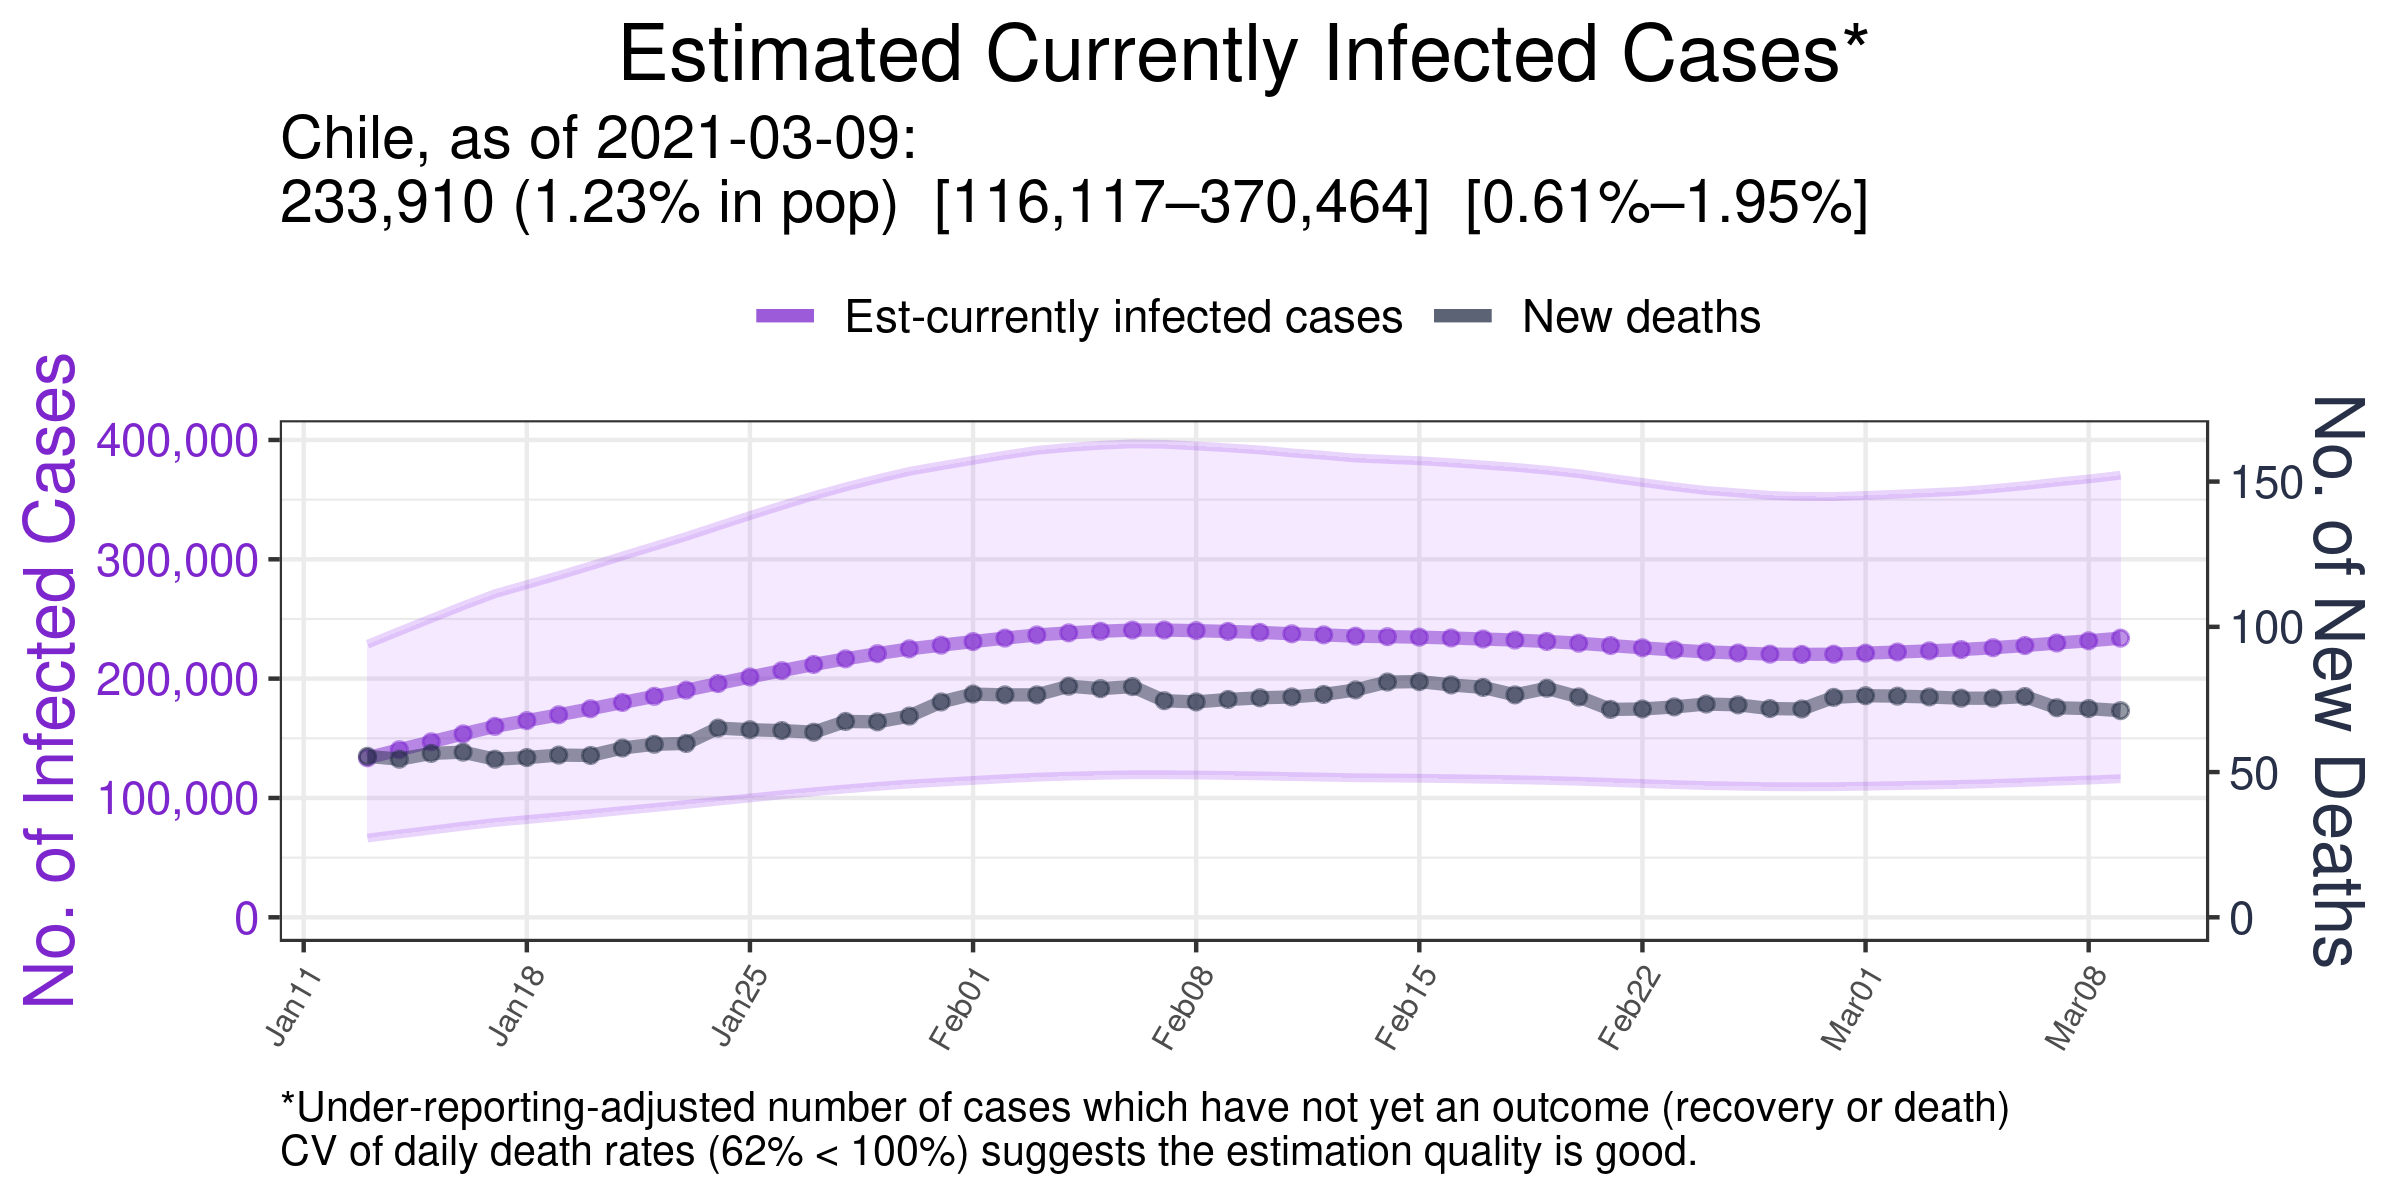 Estimated Currently Infected Cases*
Chile, as of 2021-03-09:
233,910 (1.23% in pop)  [116,117–370,464]  [0.61%–1.95%]
Est-currently infected cases
New deaths
No. of Infected Cases
400,000
300,000
200,000
100,000
0
150
100
50
0
No. of New Deaths
Jan11
Jan18
Jan25
Feb01
Feb08
Feb15
Feb22
Mar01
Mar08
*Under-reporting-adjusted number of cases which have not yet an outcome (recovery or death)
CV of daily death rates (62% < 100%) suggests the estimation quality is good.